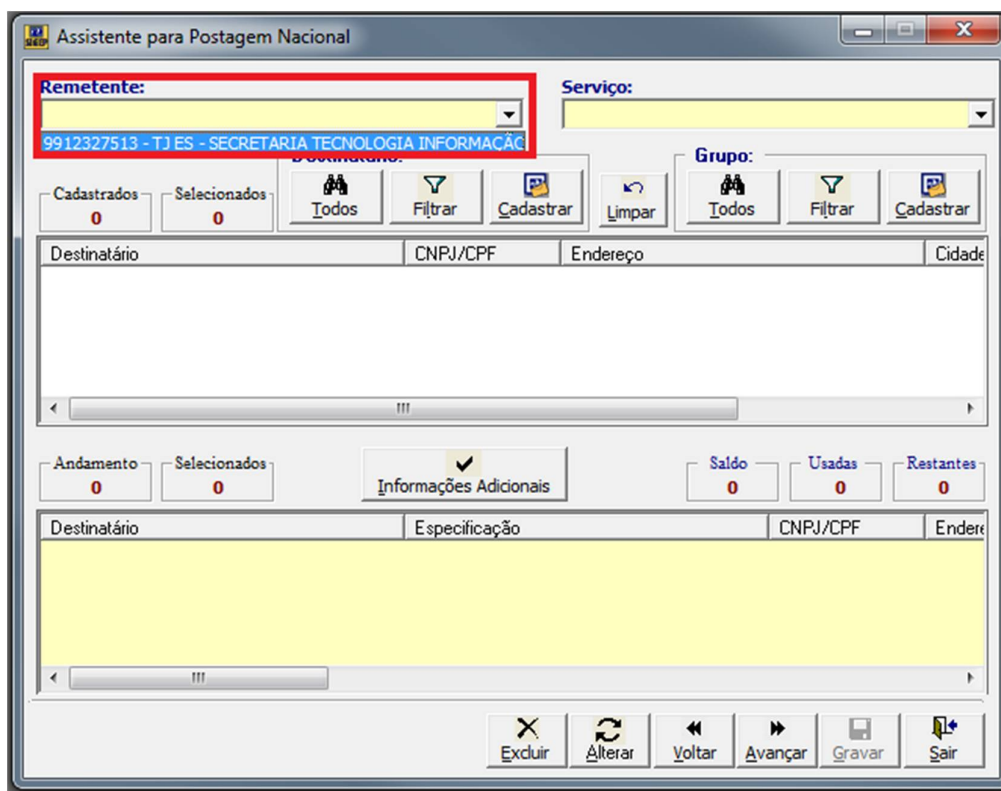 Assistente para Postagem Nacional
Remetente:
Serviço:
9912327513 - TJ ES - SECRETARIA TECNOLOGIA INFORMAÇÃO
Destinatário:
Grupo:
Cadastrados
0
Selecionados
0
Todos
Filtrar
Cadastrar
Limpar
Todos
Filtrar
Cadastrar
Destinatário CNPJ/CPF Endereço Cidade
Andamento
0
Selecionados
0
Informações Adicionais
Saldo
0
Usadas
0
Restantes
0
Destinatário Especificação CNPJ/CPF Endere
Excluir
Alterar
Voltar
Avançar
Gravar
Sair